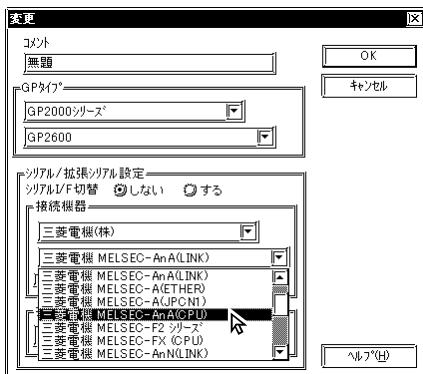 変更
コメント
無題
OK
キャンセル
GPタイプ
GP2000シリーズ
GP2600
シリアル/拡張シリアル設定
シリアルI/F切替 しない する
接続機器
三菱電機(株)
三菱電機 MELSEC-AnA(LINK)
三菱電機 MELSEC-AnA(LINK)
三菱電機 MELSEC-A(ETHER)
三菱電機 MELSEC-A(JPCN1)
三菱電機 MELSEC-AnA(CPU)
三菱電機 MELSEC-F2 シリーズ
三菱電機 MELSEC-FX (CPU)
三菱電機 MELSEC-AnN(LINK)
ヘルプ(H)